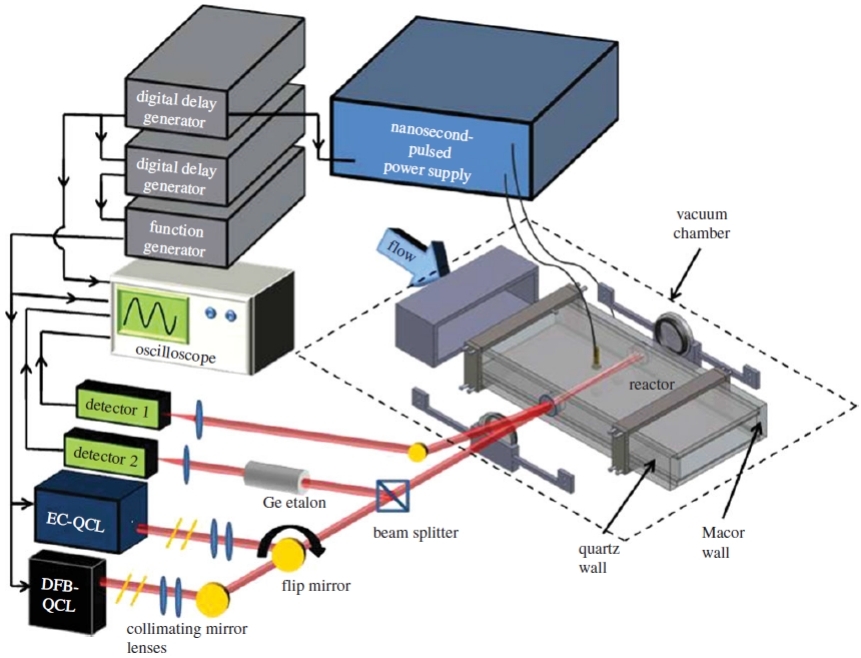 digital delay
generator
digital delay
generator
function
generator
nanosecond-
pulsed
power supply
vacuum
chamber
flow
oscilloscope
reactor
detector 1
detector 2
Ge etalon
EC-QCL
beam splitter
quartz
wall
Macor
wall
flip mirror
DFB-
QCL
collimating mirror
lenses